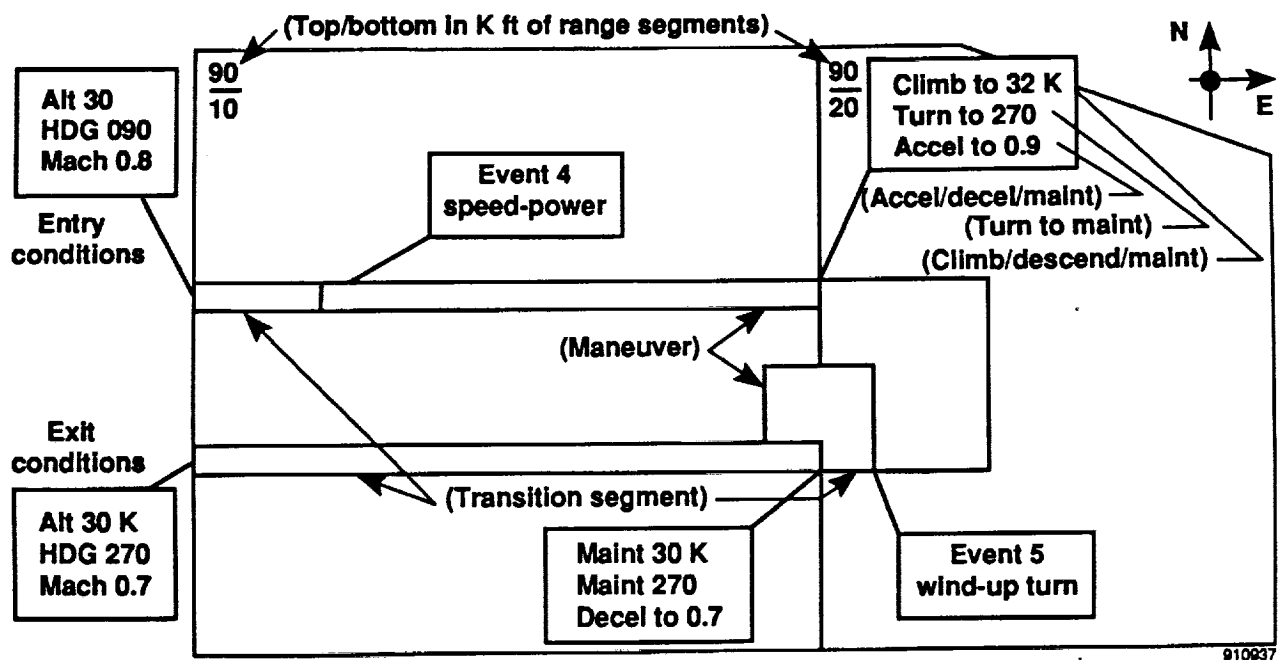 (Top/bottom in K ft of range segments)
N
E
90
10
90
20
Alt 30
HDG 090
Mach 0.8
Entry
conditions
Climb to 32 K
Turn to 270
Accel to 0.9
Event 4
speed-power
(Accel/decel/maint)
(Turn to maint)
(Climb/descend/maint)
(Maneuver)
Exit
conditions
(Transition segment)
Alt 30 K
HDG 270
Mach 0.7
Maint 30 K
Maint 270
Decel to 0.7
Event 5
wind-up turn
910937